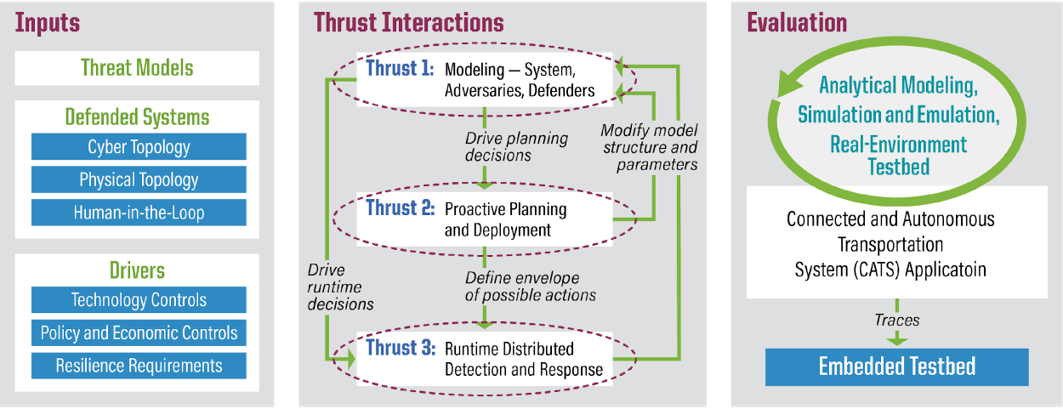 Inputs
Threat Models
Defended Systems
Cyber Topology
Physical Topology
Human-in-the-Loop
Drivers
Technology Controls
Policy and Economic Controls
Resilience Requirements
Thrust Interactions
Thrust 1: Modeling — System,
Adversaries, Defenders
Drive planning
decisions
Modify model
structure and
parameters
Thrust 2: Proactive Planning
and Deployment
Drive
runtime
decisions
Define envelope
of possible actions
Thrust 3: Runtime Distributed
Detection and Response
Evaluation
Analytical Modeling,
Simulation and Emulation,
Real-Environment
Testbed
Connected and Autonomous
Transportation
System (CATS) Applicatoin
Traces
Embedded Testbed